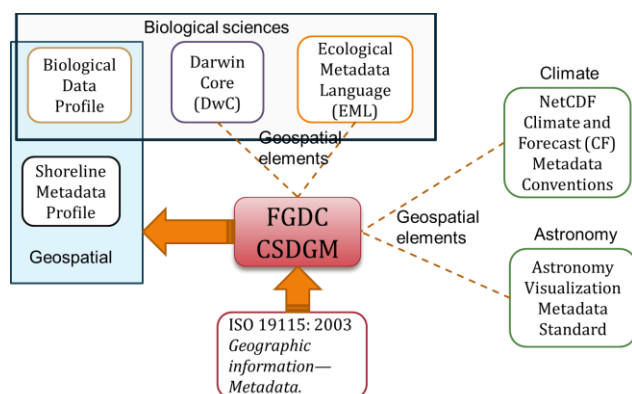 Biological sciences
Biological
Data
Profile
Darwin
Core
(DwC)
Ecological
Metadata
Language
(EML)
Geospatial
elements
Climate
NetCDF
Climate and
Forecast (CF)
Metadata
Conventions
Shoreline
Metadata
Profile
Geospatial
FGDC
CSDGM
Geospatial
elements
Astronomy
Astronomy
Visualization
Metadata
Standard
ISO 19115: 2003
Geographic
information—
Metadata.